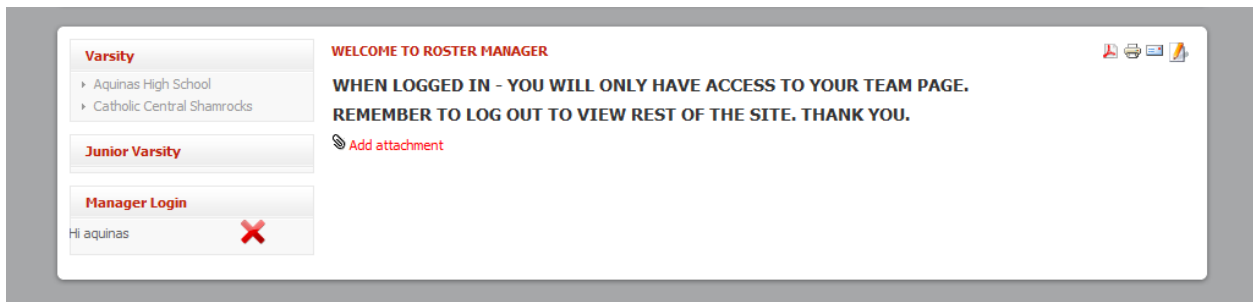 Varsity
Aquinas High School
Catholic Central Shamrocks
Junior Varsity
Manager Login
Hi aquinas
WELCOME TO ROSTER MANAGER
WHEN LOGGED IN - YOU WILL ONLY HAVE ACCESS TO YOUR TEAM PAGE.
REMEMBER TO LOG OUT TO VIEW REST OF THE SITE. THANK YOU.
Add attachment